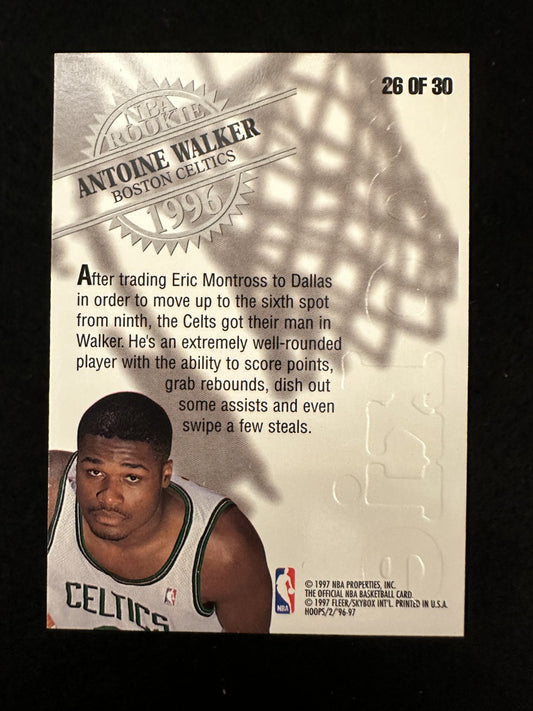 26 OF 30
NBA
ROOKIE
ANTOINE WALKER
BOSTON CELTICS
1996
After trading Eric Montross to Dallas
in order to move up to the sixth spot
from ninth, the Celts got their man in
Walker. He's an extremely well-rounded
player with the ability to score points,
grab rebounds, dish out
some assists and even
swipe a few steals.
CELTICS
NBA
© 1997 NBA PROPERTIES, INC.
THE OFFICIAL NBA BASKETBALL CARD.
© 1997 FLEER/SKYBOX INT'L. PRINTED IN U.S.A.
HOOPS/2/'96-97